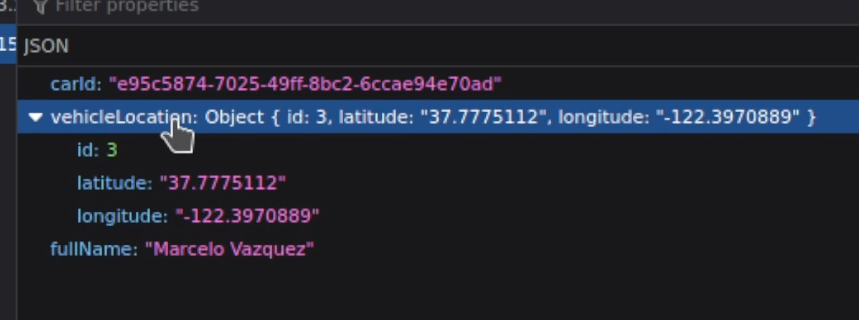 Filter properties
15
JSON
carId: "e95c5874-7025-49ff-8bc2-6ccae94e70ad"
vehicleLocation: Object { id: 3, latitude: "37.7775112", longitude: "-122.3970889" }
id: 3
latitude: "37.7775112"
longitude: "-122.3970889"
fullName: "Marcelo Vazquez"